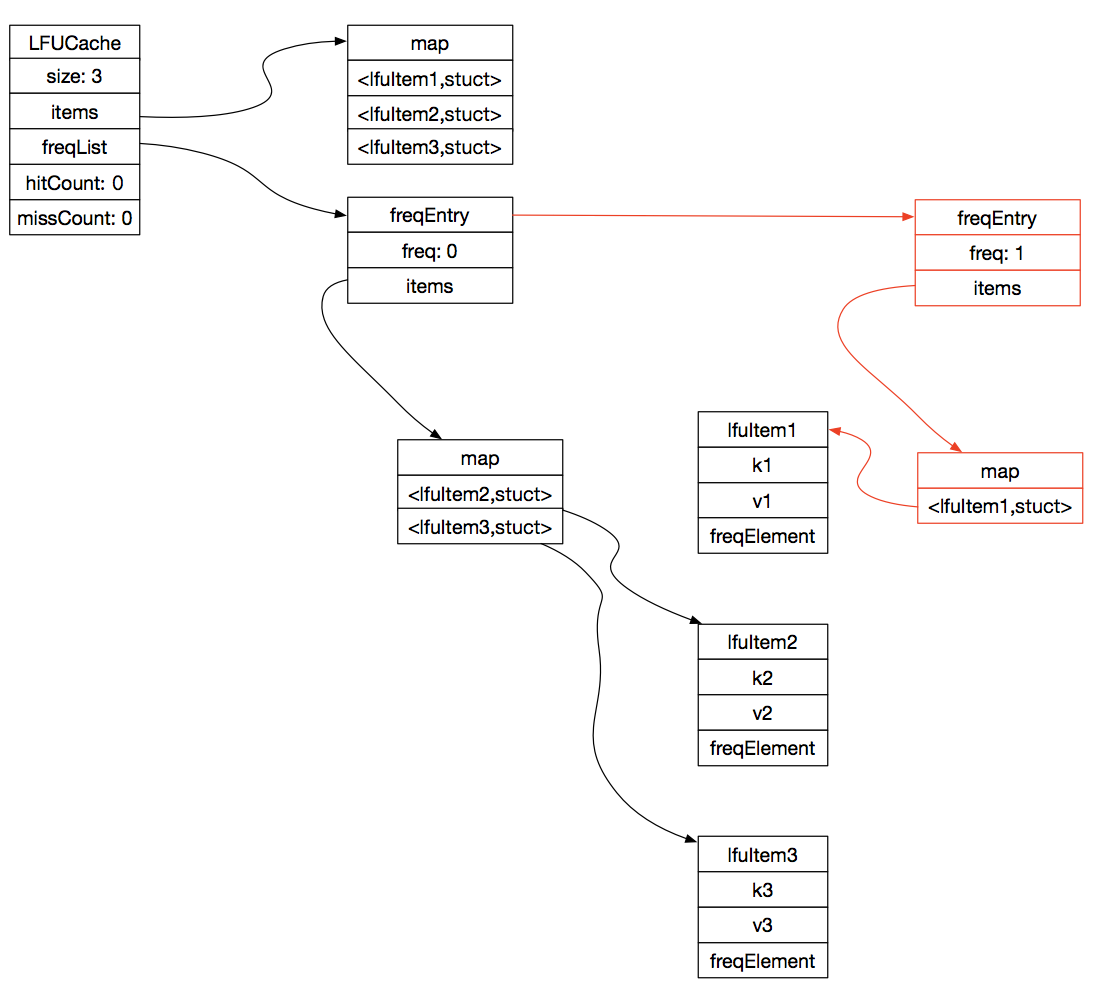 LFUCache
size: 3
items
freqList
hitCount: 0
missCount: 0
map
<lfuItem1,stuct>
<lfuItem2,stuct>
<lfuItem3,stuct>
freqEntry
freq: 0
items
freqEntry
freq: 1
items
map
<lfuItem2,stuct>
<lfuItem3,stuct>
lfuItem1
k1
v1
freqElement
map
<lfuItem1,stuct>
lfuItem2
k2
v2
freqElement
lfuItem3
k3
v3
freqElement